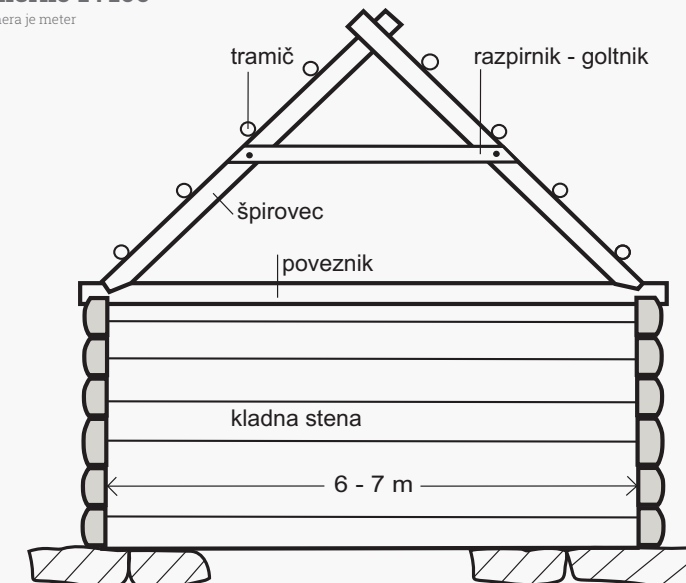 era je meter
tramič
razpirnik - goltnik
špirovec
poveznik
kladna stena
6 - 7 m